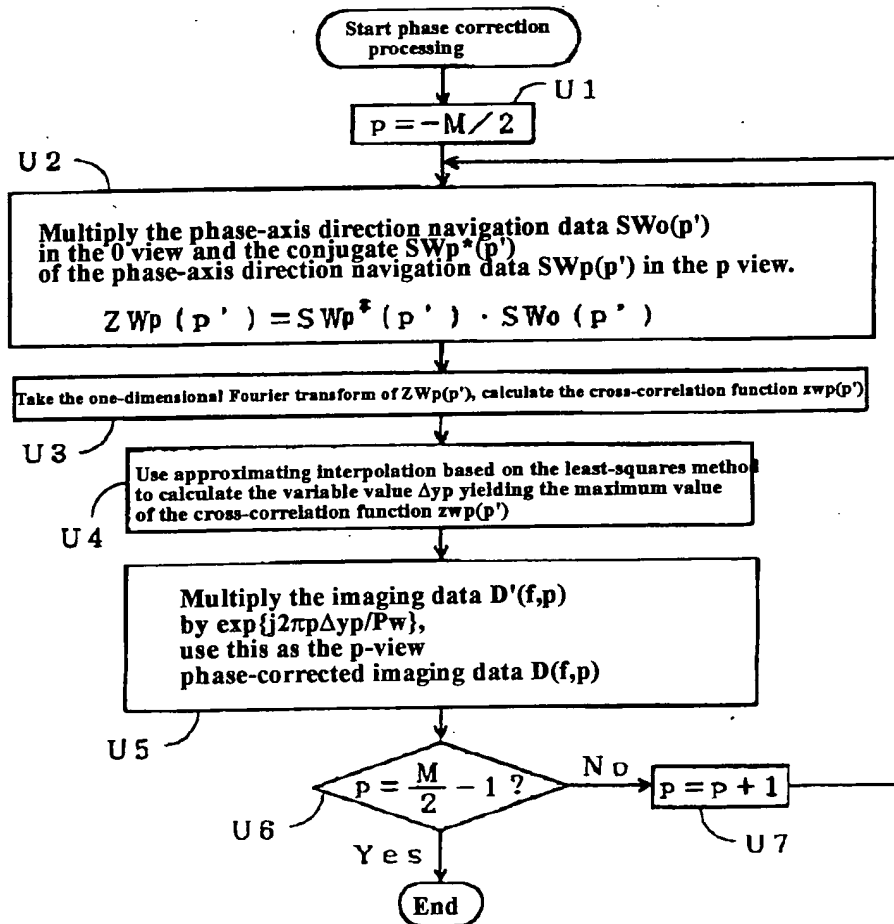 Start phase correction
processing
U1
p = -M/2
U2
Multiply the phase-axis direction navigation data SWo(p')
in the 0 view and the conjugate SWp*(p')
of the phase-axis direction navigation data SWp(p') in the p view.
ZWp (p') = SWp* (p') · SWo (p')
Take the one-dimensional Fourier transform of ZWp(p'), calculate the cross-correlation function xwp(p')
U3
Use approximating interpolation based on the least-squares method
to calculate the variable value Δyp yielding the maximum value
of the cross-correlation function zwp(p')
U4
Multiply the imaging data D'(f,p)
by exp{j2πpΔyp/Pw},
use this as the p-view
phase-corrected imaging data D(f,p)
U5
p = M/2 - 1 ?
No
p = p + 1
U6
U7
Yes
End